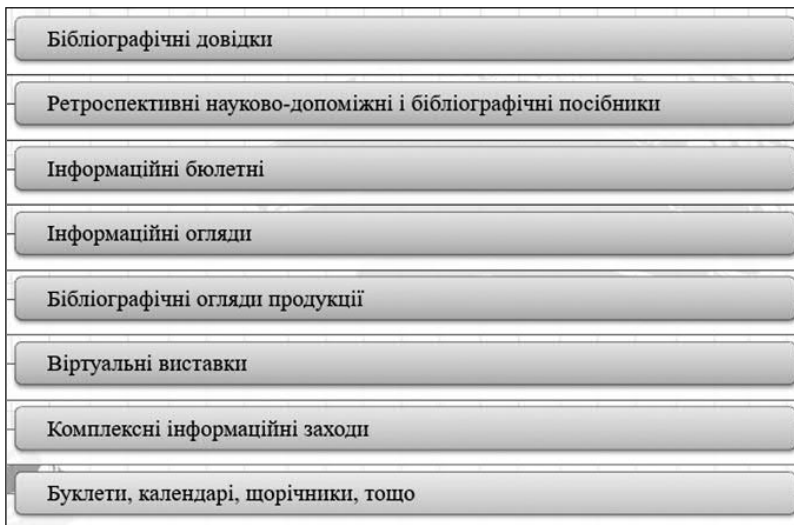 Бібліографічні довідки
Ретроспективні науково-допоміжні і бібліографічні посібники
Інформаційні бюлетні
Інформаційні огляди
Бібліографічні огляди продукції
Віртуальні виставки
Комплексні інформаційні заходи
Буклети, календарі, щорічники, тощо